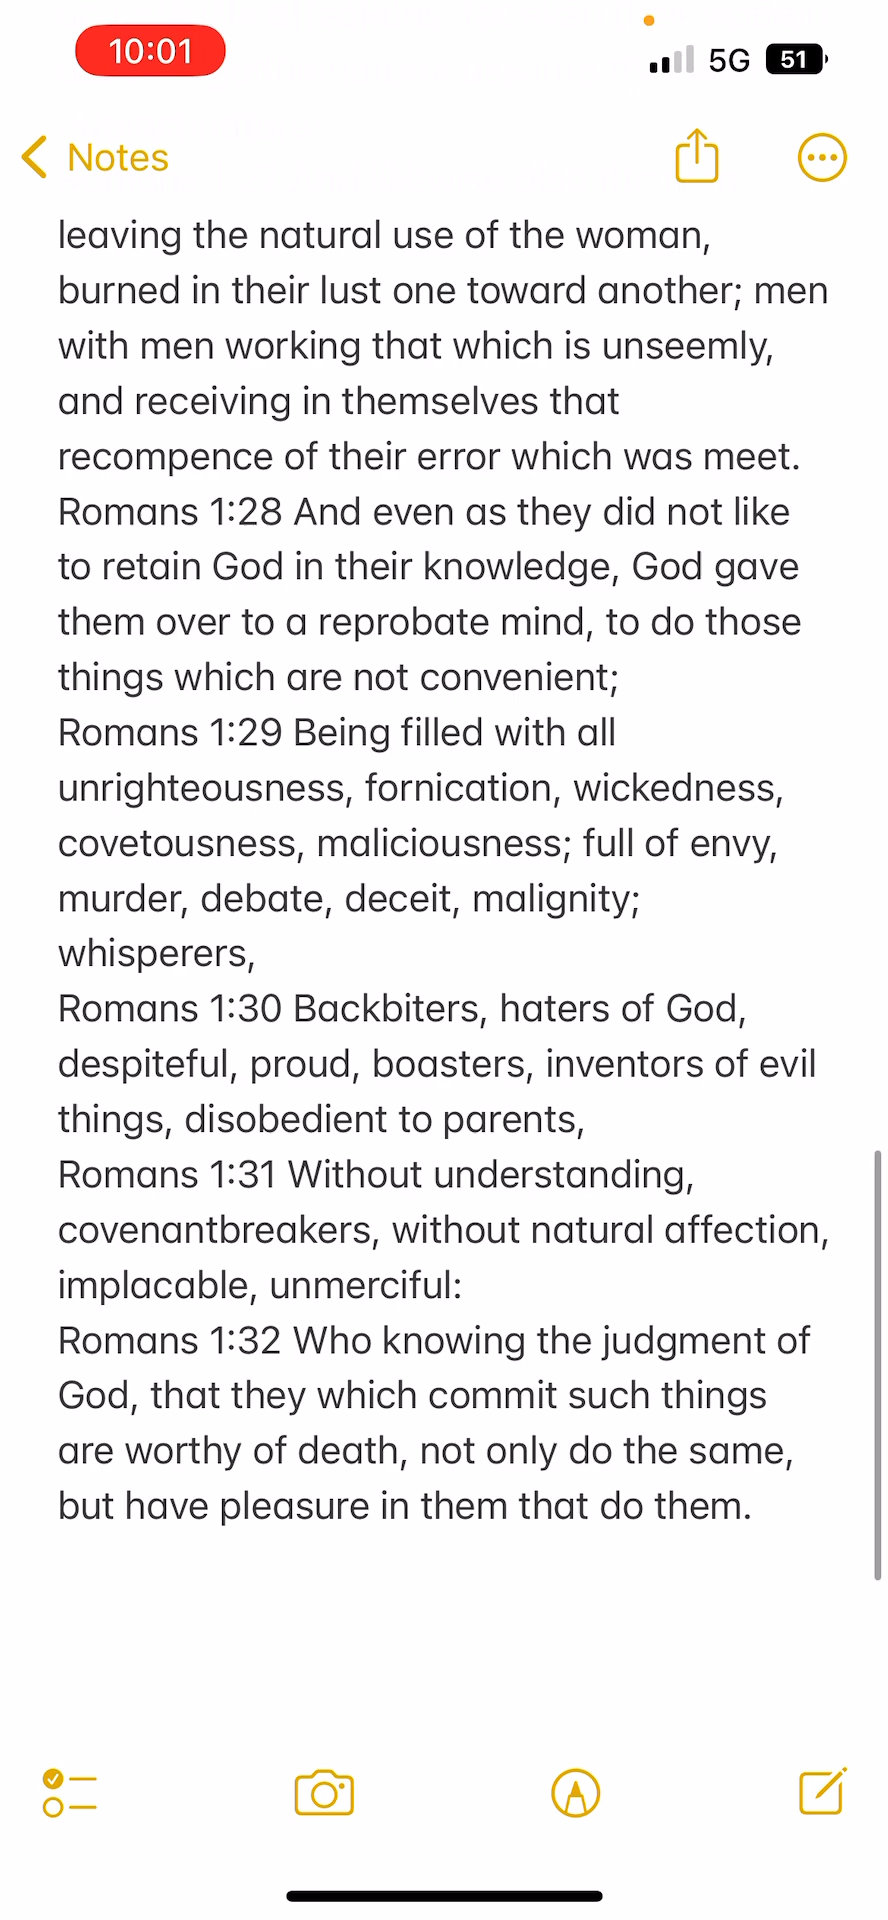 10:01
5G 51
Notes
leaving the natural use of the woman,
burned in their lust one toward another; men
with men working that which is unseemly,
and receiving in themselves that
recompence of their error which was meet.
Romans 1:28 And even as they did not like
to retain God in their knowledge, God gave
them over to a reprobate mind, to do those
things which are not convenient;
Romans 1:29 Being filled with all
unrighteousness, fornication, wickedness,
covetousness, maliciousness; full of envy,
murder, debate, deceit, malignity;
whisperers,
Romans 1:30 Backbiters, haters of God,
despiteful, proud, boasters, inventors of evil
things, disobedient to parents,
Romans 1:31 Without understanding,
covenantbreakers, without natural affection,
implacable, unmerciful:
Romans 1:32 Who knowing the judgment of
God, that they which commit such things
are worthy of death, not only do the same,
but have pleasure in them that do them.